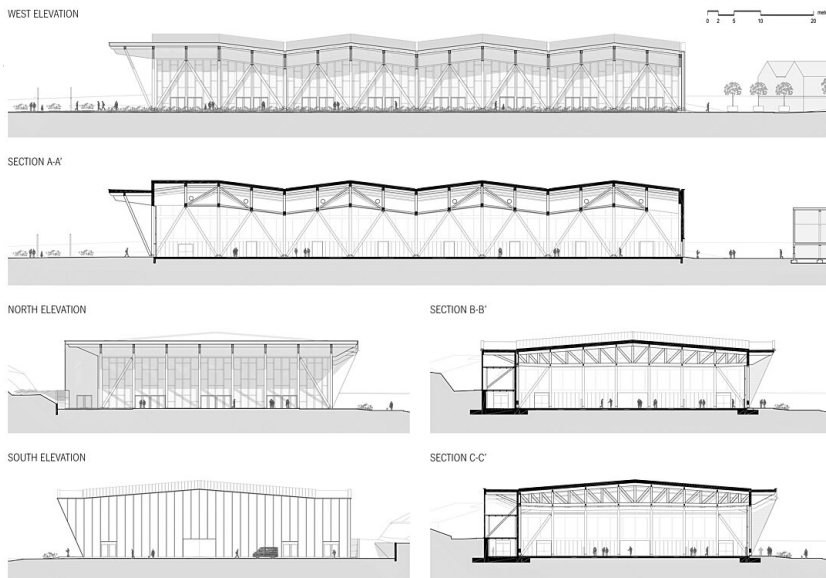 WEST ELEVATION
0 2 5 10 20
SECTION A-A'
NORTH ELEVATION
SECTION B-B'
SOUTH ELEVATION
SECTION C-C'